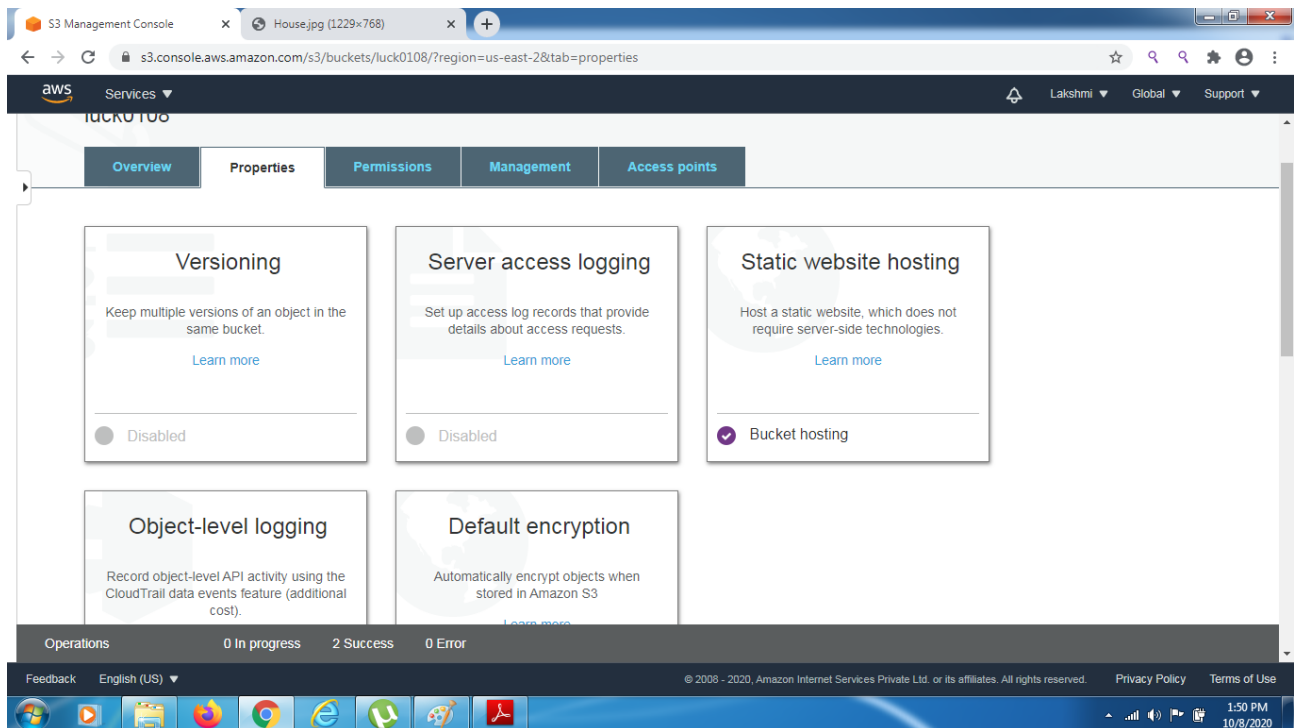 S3 Management Console
House.jpg (1229×768)
s3.console.aws.amazon.com/s3/buckets/luck0108/?region=us-east-2&tab=properties
aws Services Lakshmi Global Support
luck0108
Overview Properties Permissions Management Access points
Versioning
Keep multiple versions of an object in the
same bucket.
Learn more
Disabled
Server access logging
Set up access log records that provide
details about access requests.
Learn more
Disabled
Static website hosting
Host a static website, which does not
require server-side technologies.
Learn more
Bucket hosting
Object-level logging
Record object-level API activity using the
CloudTrail data events feature (additional
cost).
Default encryption
Automatically encrypt objects when
stored in Amazon S3
Learn more
Operations 0 In progress 2 Success 0 Error
Feedback English (US) © 2008 - 2020, Amazon Internet Services Private Ltd. or its affiliates. All rights reserved. Privacy Policy Terms of Use
1:50 PM
10/8/2020